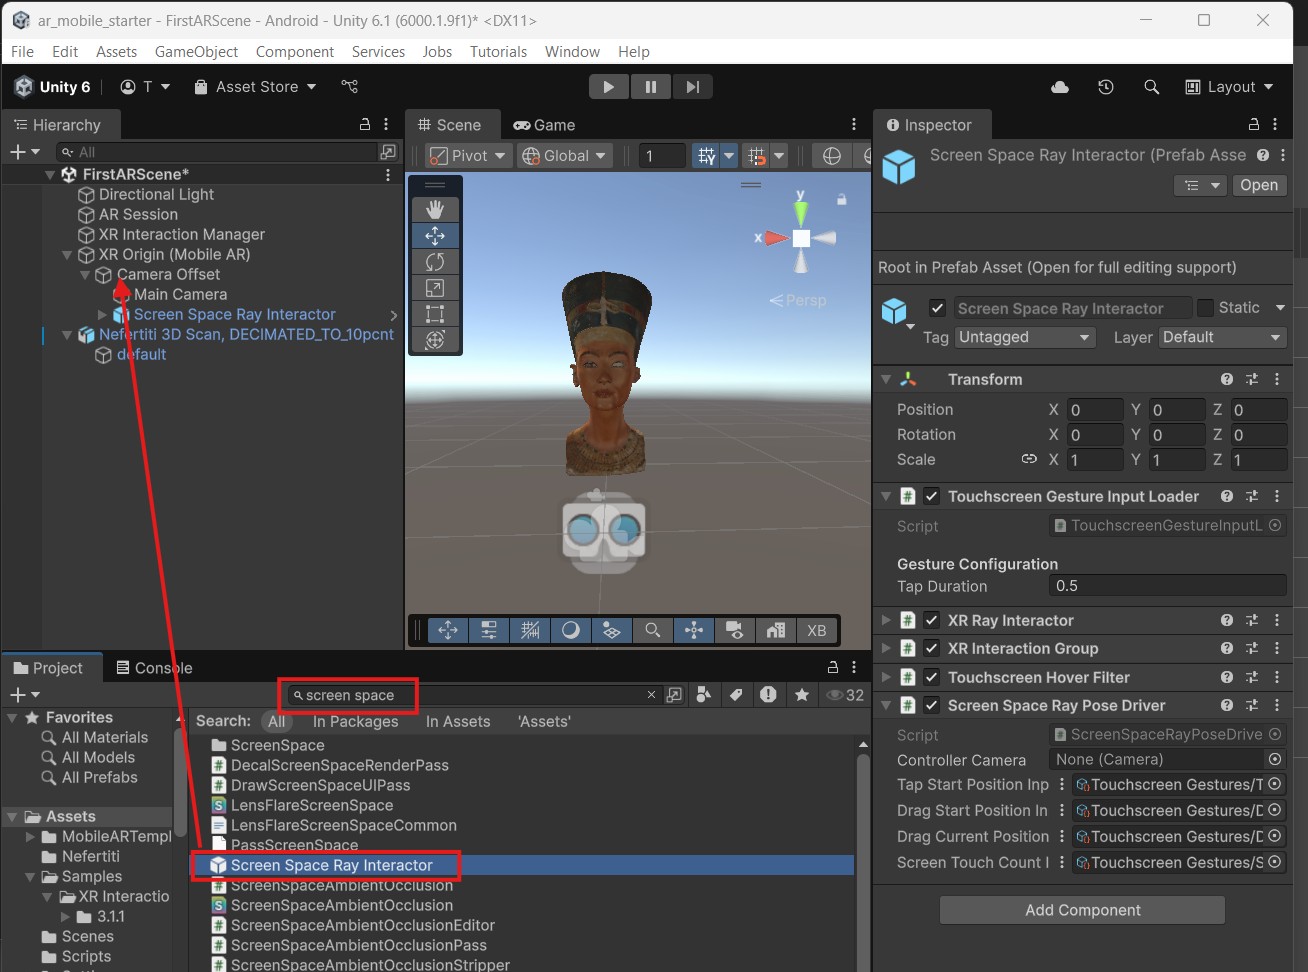 ar_mobile_starter - FirstARScene - Android - Unity 6.1 (6000.1.9f1)* <DX11>
File Edit Assets GameObject Component Services Jobs Tutorials Window Help
Unity 6 T Asset Store Layout
Hierarchy
All
FirstARScene*
Directional Light
AR Session
XR Interaction Manager
XR Origin (Mobile AR)
Camera Offset
Main Camera
Screen Space Ray Interactor
Nefertiti 3D Scan, DECIMATED_TO_10pcnt
default
Scene Game
Pivot Global 1
y
x
Persp
XB
Inspector
Screen Space Ray Interactor (Prefab Asse
Open
Root in Prefab Asset (Open for full editing support)
Screen Space Ray Interactor Static
Tag Untagged Layer Default
Transform
Position X 0 Y 0 Z 0
Rotation X 0 Y 0 Z 0
Scale X 1 Y 1 Z 1
Touchscreen Gesture Input Loader
Script TouchscreenGestureInputL
Gesture Configuration
Tap Duration 0.5
XR Ray Interactor
XR Interaction Group
Touchscreen Hover Filter
Screen Space Ray Pose Driver
Script ScreenSpaceRayPoseDrive
Controller Camera None (Camera)
Tap Start Position Inp Touchscreen Gestures/T
Drag Start Position In Touchscreen Gestures/D
Drag Current Position Touchscreen Gestures/D
Screen Touch Count I Touchscreen Gestures/S
Add Component
Project Console
screen space 32
Favorites
All Materials
All Models
All Prefabs
Assets
MobileARTempl
Nefertiti
Samples
XR Interactio
3.1.1
Scenes
Scripts
Search: All In Packages In Assets 'Assets'
ScreenSpace
DecalScreenSpaceRenderPass
DrawScreenSpaceUIPass
LensFlareScreenSpace
LensFlareScreenSpaceCommon
PassScreenSpace
Screen Space Ray Interactor
ScreenSpaceAmbientOcclusion
ScreenSpaceAmbientOcclusion
ScreenSpaceAmbientOcclusionEditor
ScreenSpaceAmbientOcclusionPass
ScreenSpaceAmbientOcclusionStripper